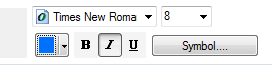 Times New Roma 8
B I U Symbol....